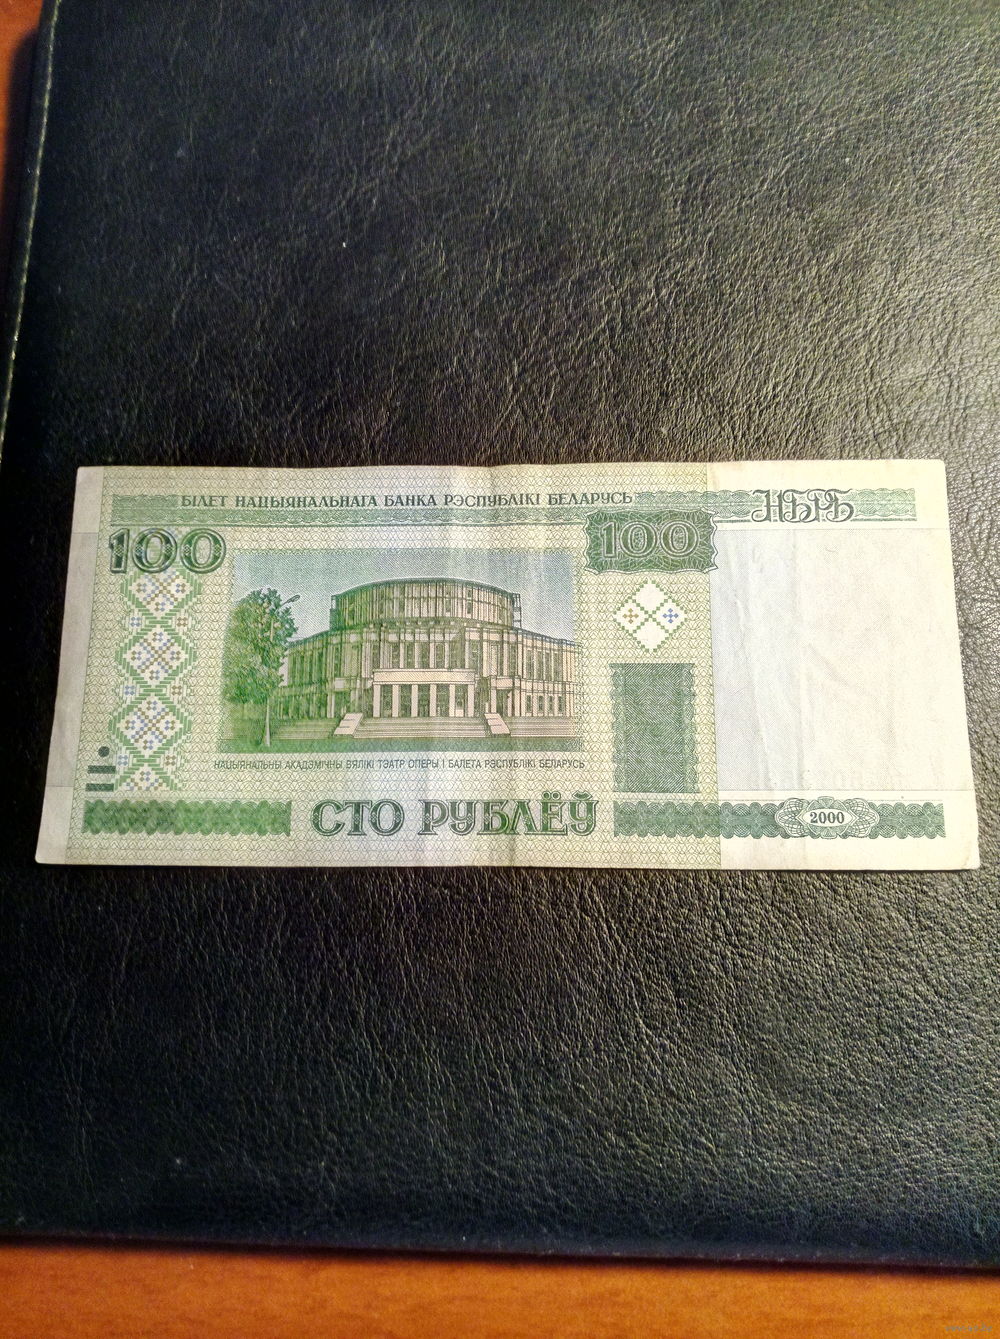 БІЛЕТ НАЦЫЯНАЛЬНАГА БАНКА РЭСПУБЛІКІ БЕЛАРУСЬ
НБРБ
100
100
НАЦЫЯНАЛЬНЫ АКАДЭМІЧНЫ ВЯЛІКІ ТЭАТР ОПЕРЫ І БАЛЕТА РЭСПУБЛІКІ БЕЛАРУСЬ
СТО РУБЛЁЎ
2000